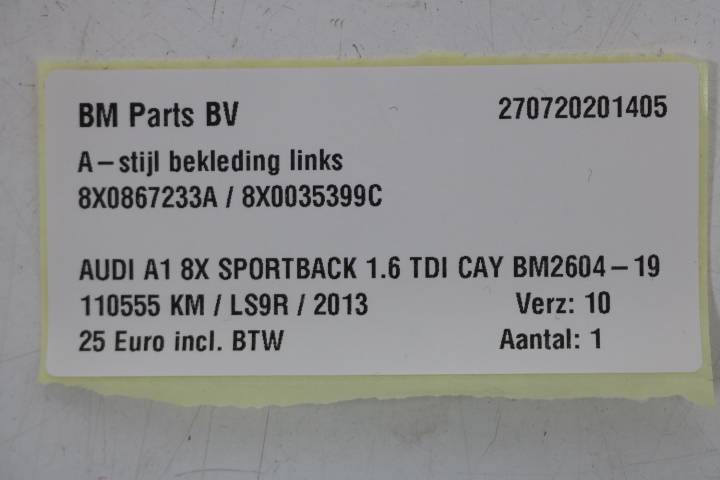 BM Parts BV 270720201405
A-stijl bekleding links
8X0867233A / 8X0035399C
AUDI A1 8X SPORTBACK 1.6 TDI CAY BM2604-19
110555 KM / LS9R / 2013 Verz: 10
25 Euro incl. BTW Aantal: 1